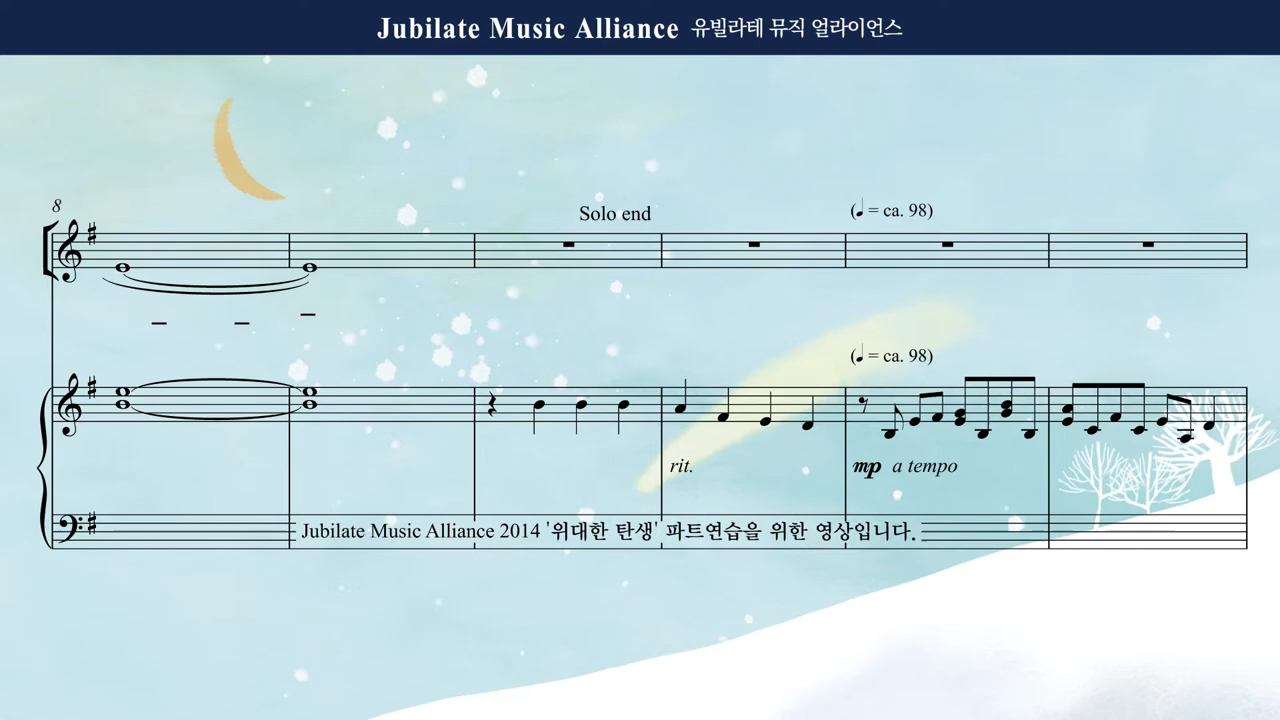 Jubilate Music Alliance 유빌라테 뮤직 얼라이언스
8
Solo end
(♩ = ca. 98)
(♩ = ca. 98)
rit.
mp a tempo
Jubilate Music Alliance 2014 '위대한 탄생' 파트연습을 위한 영상입니다.